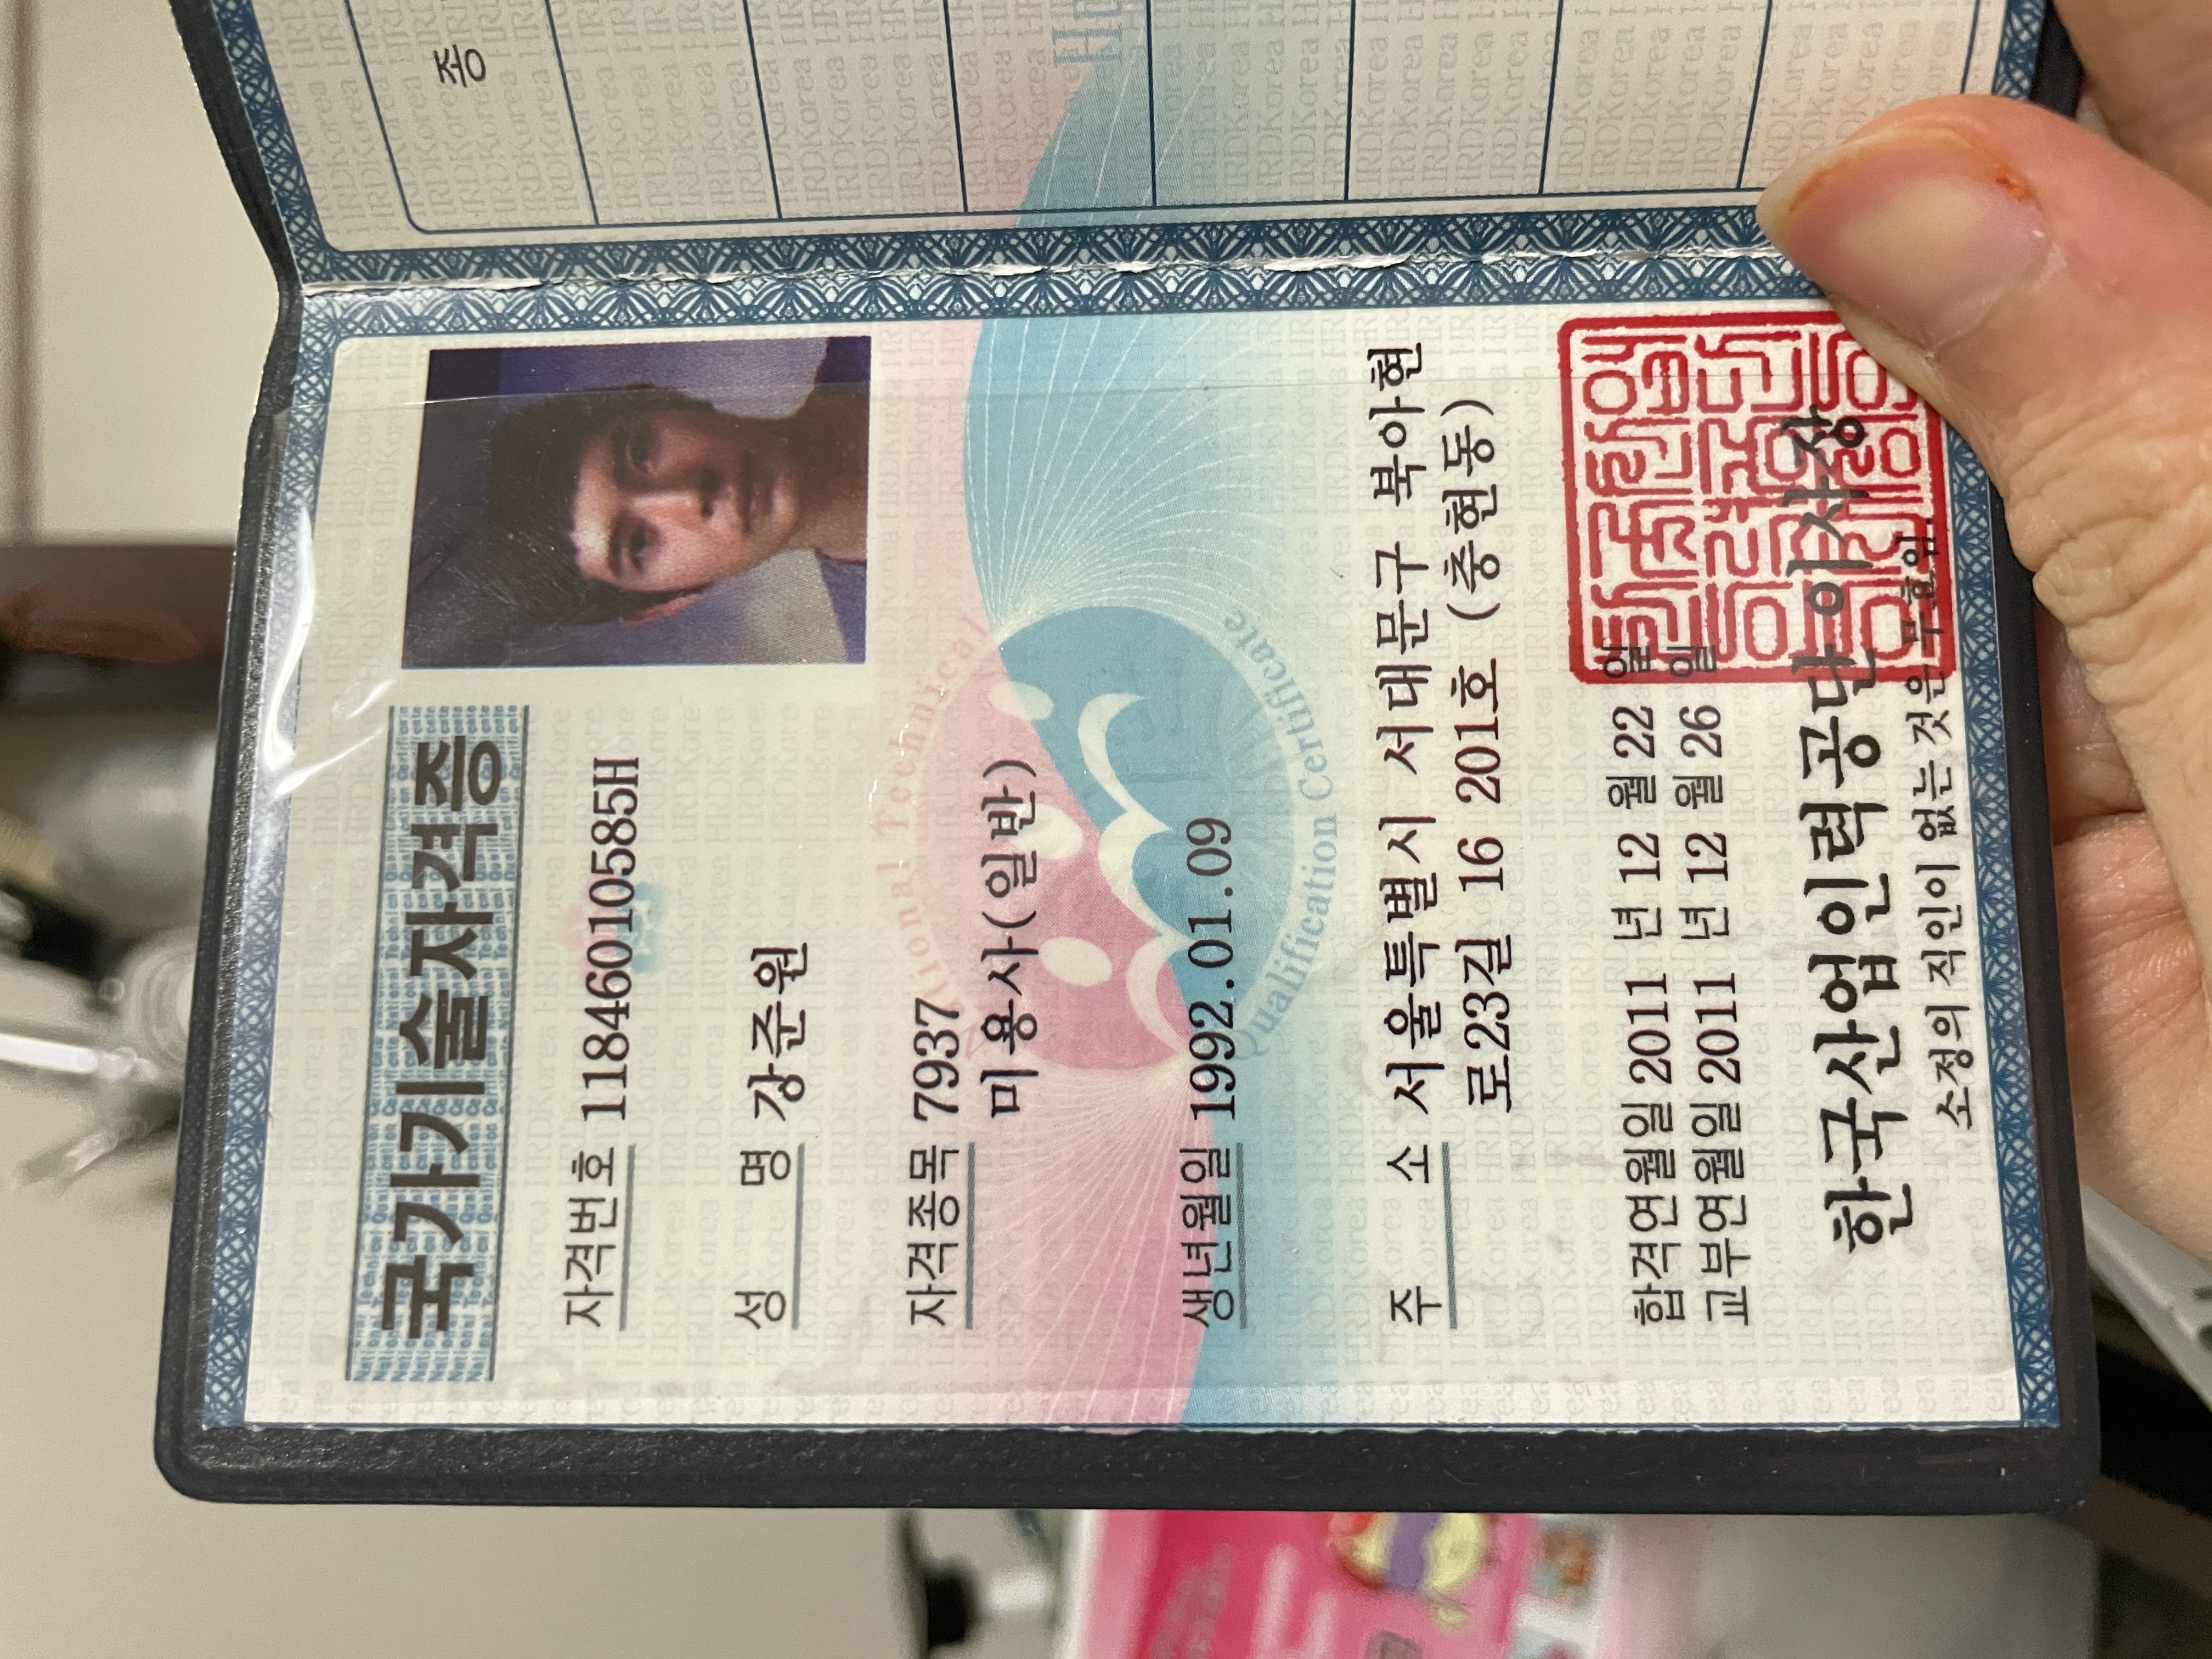 종
국가기술자격증
자격번호 11846010585H
성 명 강준원
자격종목 7937
미용사(일반)
생년월일 1992.01.09
주 소 서울특별시 서대문구 북아현
로23길 16 201호 (충현동)
합격연월일 2011 년 12 월 22 일
교부연월일 2011 년 12 월 26 일
한국산업인력공단 이사장
소정의 직인이 없는 것은 무효임.
National Technical
Qualification Certificate